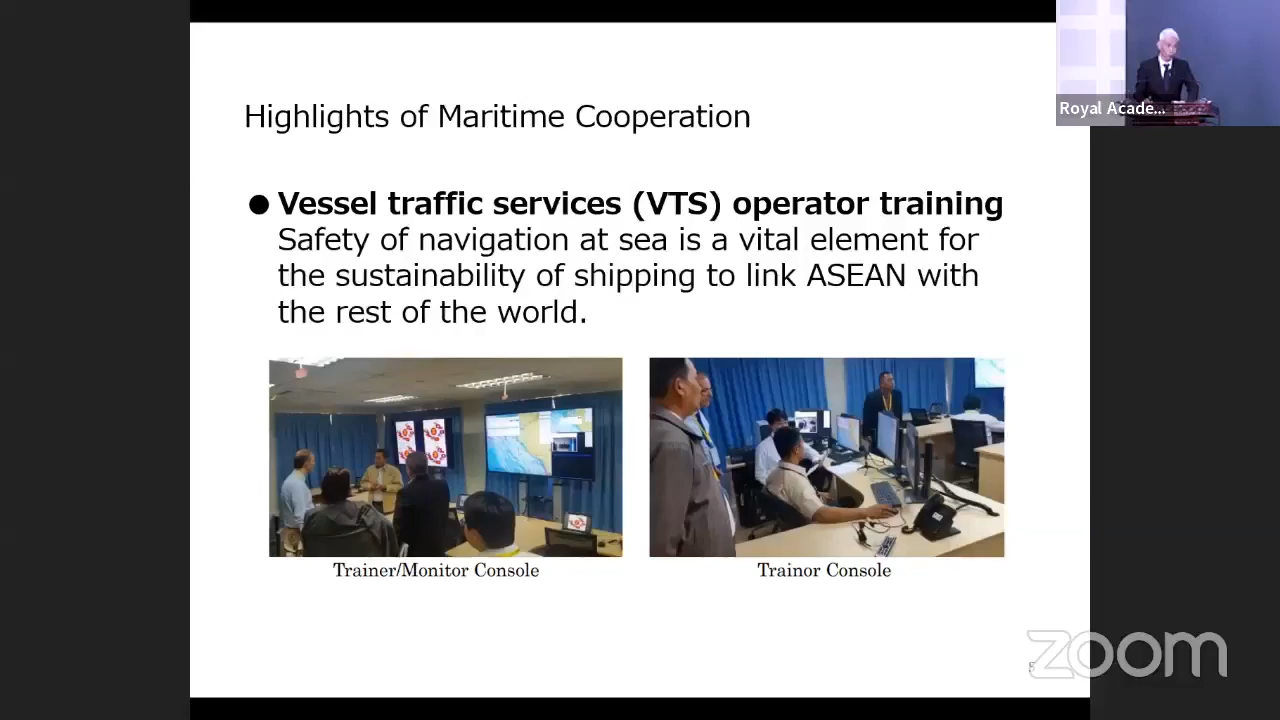 Highlights of Maritime Cooperation
Royal Acade...
● Vessel traffic services (VTS) operator training
Safety of navigation at sea is a vital element for
the sustainability of shipping to link ASEAN with
the rest of the world.
Trainer/Monitor Console
Trainor Console
zoom